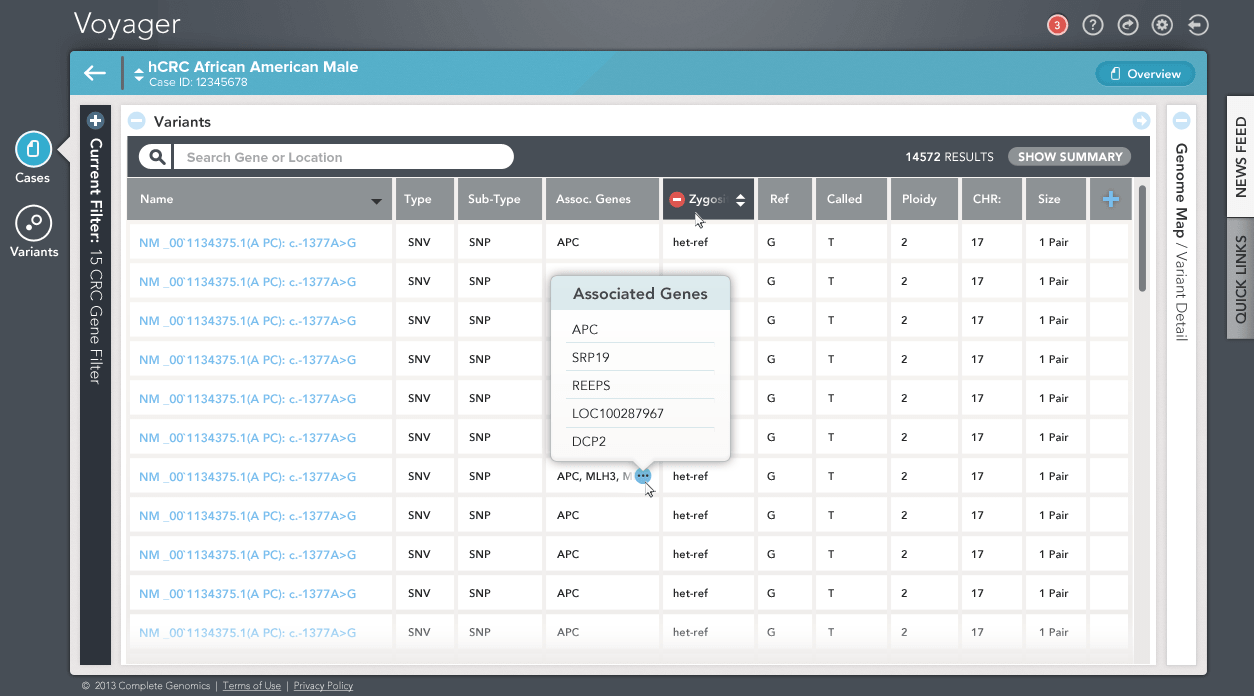 Voyager
3
?
hCRC African American Male
Case ID: 12345678
Overview
Cases
Variants
Current Filter: 15 CRC Gene Filter
Variants
Search Gene or Location
14572 RESULTS
SHOW SUMMARY
Name Type Sub-Type Assoc. Genes Zygosi Ref Called Ploidy CHR: Size
NM _00`1134375.1(A PC): c.-1377A>G SNV SNP APC het-ref G T 2 17 1 Pair
NM _00`1134375.1(A PC): c.-1377A>G SNV SNP G T 2 17 1 Pair
NM _00`1134375.1(A PC): c.-1377A>G SNV SNP G T 2 17 1 Pair
NM _00`1134375.1(A PC): c.-1377A>G SNV SNP G T 2 17 1 Pair
NM _00`1134375.1(A PC): c.-1377A>G SNV SNP G T 2 17 1 Pair
NM _00`1134375.1(A PC): c.-1377A>G SNV SNP G T 2 17 1 Pair
NM _00`1134375.1(A PC): c.-1377A>G SNV SNP APC, MLH3, M het-ref G T 2 17 1 Pair
NM _00`1134375.1(A PC): c.-1377A>G SNV SNP APC het-ref G T 2 17 1 Pair
NM _00`1134375.1(A PC): c.-1377A>G SNV SNP APC het-ref G T 2 17 1 Pair
NM _00`1134375.1(A PC): c.-1377A>G SNV SNP APC het-ref G T 2 17 1 Pair
NM _00`1134375.1(A PC): c.-1377A>G SNV SNP APC het-ref G T 2 17 1 Pair
Associated Genes
APC
SRP19
REEPS
LOC100287967
DCP2
Genome Map / Variant Detail
NEWS FEED
QUICK LINKS
© 2013 Complete Genomics | Terms of Use | Privacy Policy